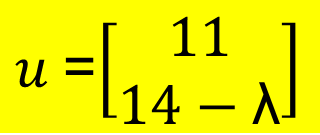 u = [ 11
14 − λ ]